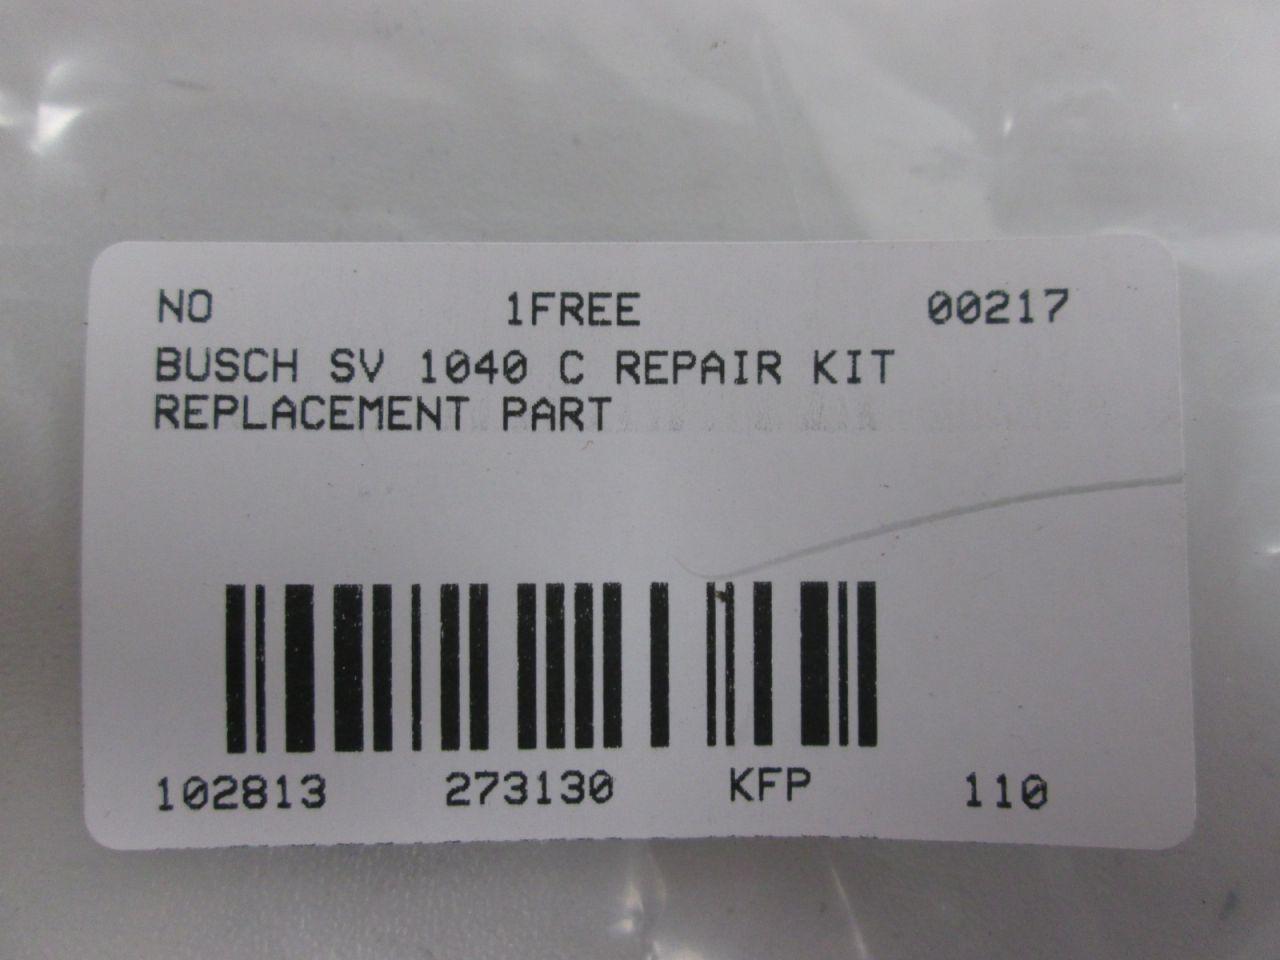 NO 1FREE 00217
BUSCH SV 1040 C REPAIR KIT
REPLACEMENT PART
102813 273130 KFP 110